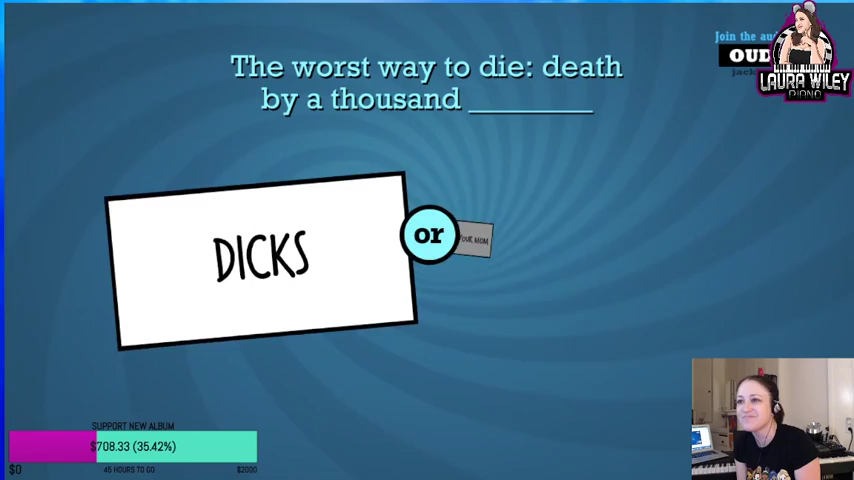 The worst way to die: death
by a thousand ________
Join the au
OUD
jack
LAURA WILEY
PIANO
DICKS
or
YOUR MOM
SUPPORT NEW ALBUM
$708.33 (35.42%)
$0
45 HOURS TO GO
$2000